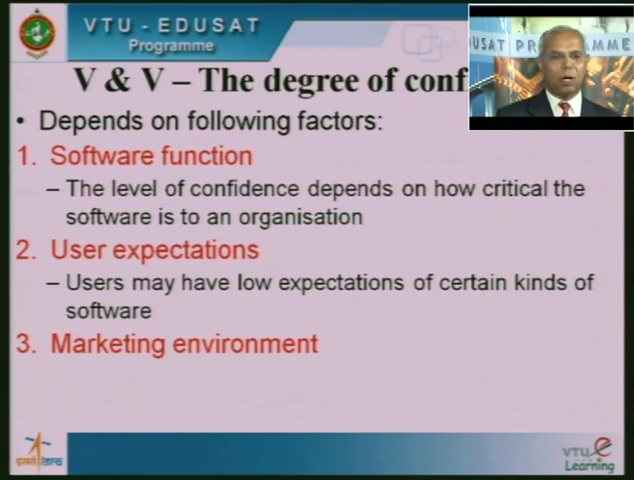 VTU - EDUSAT
Programme
USAT PROGRAMME
V & V – The degree of conf
• Depends on following factors:
1. Software function
– The level of confidence depends on how critical the
software is to an organisation
2. User expectations
– Users may have low expectations of certain kinds of
software
3. Marketing environment
VTU e
Learning